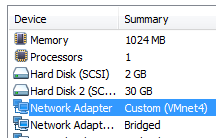 Device Summary
Memory 1024 MB
Processors 1
Hard Disk (SCSI) 2 GB
Hard Disk 2 (SC... 30 GB
Network Adapter Custom (VMnet4)
Network Adapt... Bridged